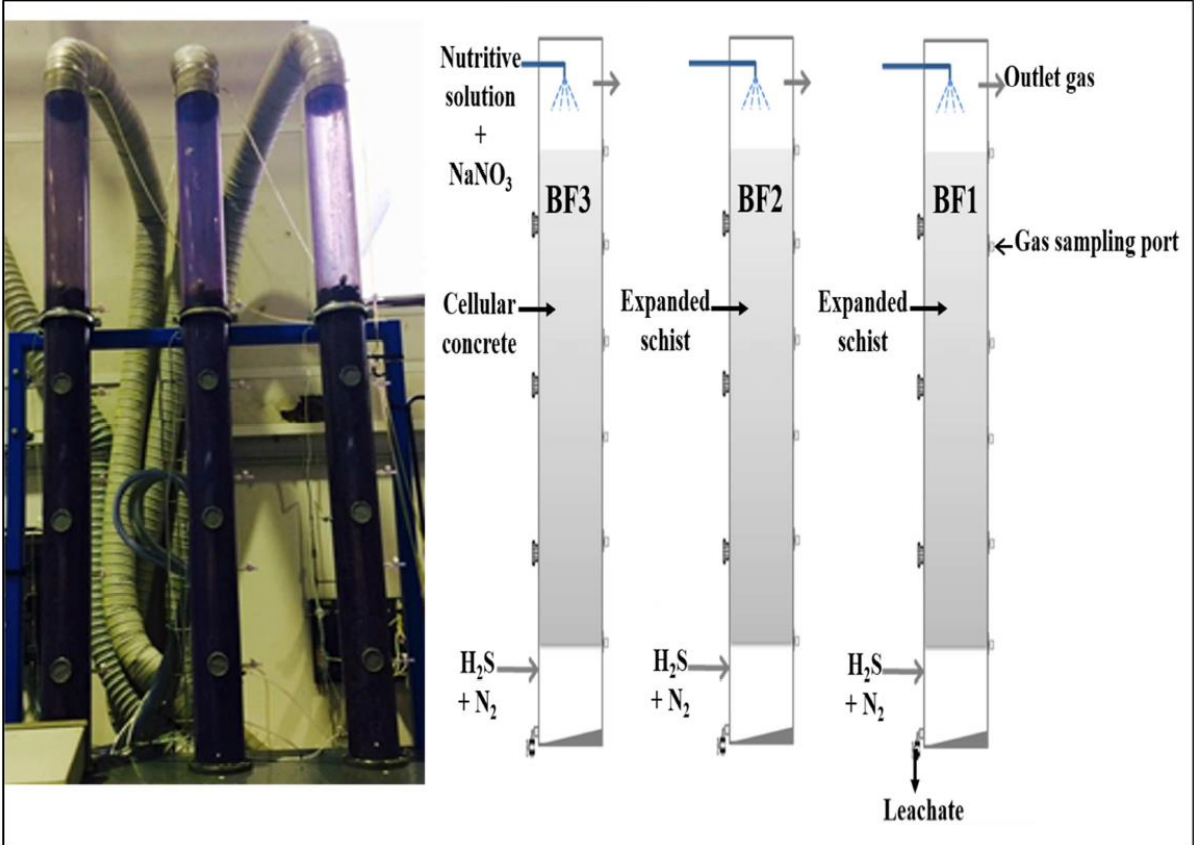 Nutritive
solution
+
NaNO₃
Outlet gas
BF3
BF2
BF1
Gas sampling port
Cellular
concrete
Expanded
schist
Expanded
schist
H₂S
+ N₂
H₂S
+ N₂
H₂S
+ N₂
Leachate